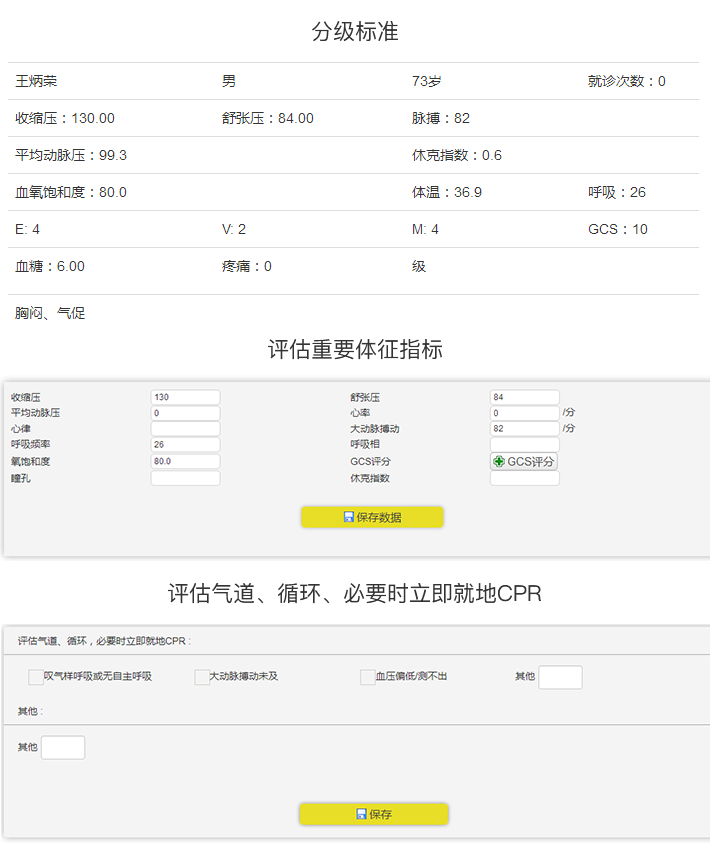 分级标准
王炳荣 男 73岁 就诊次数：0
收缩压：130.00 舒张压：84.00 脉搏：82
平均动脉压：99.3 休克指数：0.6
血氧饱和度：80.0 体温：36.9 呼吸：26
E: 4 V: 2 M: 4 GCS：10
血糖：6.00 疼痛：0 级
胸闷、气促
评估重要体征指标
收缩压 130 舒张压 84
平均动脉压 0 心率 0 /分
心律 大动脉搏动 82 /分
呼吸频率 26 呼吸相
氧饱和度 80.0 GCS评分 GCS评分
瞳孔 休克指数
保存数据
评估气道、循环、必要时立即就地CPR
评估气道、循环，必要时立即就地CPR :
叹气样呼吸或无自主呼吸 大动脉搏动未及 血压偏低/测不出 其他
其他 :
其他
保存